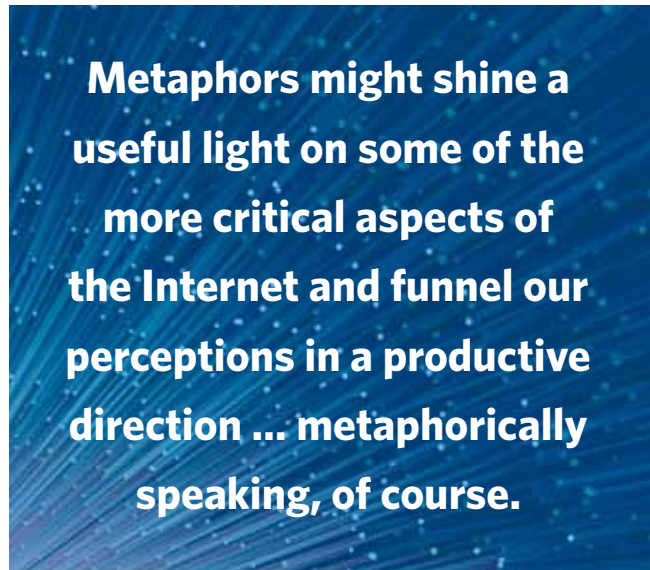 Metaphors might shine a
useful light on some of the
more critical aspects of
the Internet and funnel our
perceptions in a productive
direction ... metaphorically
speaking, of course.